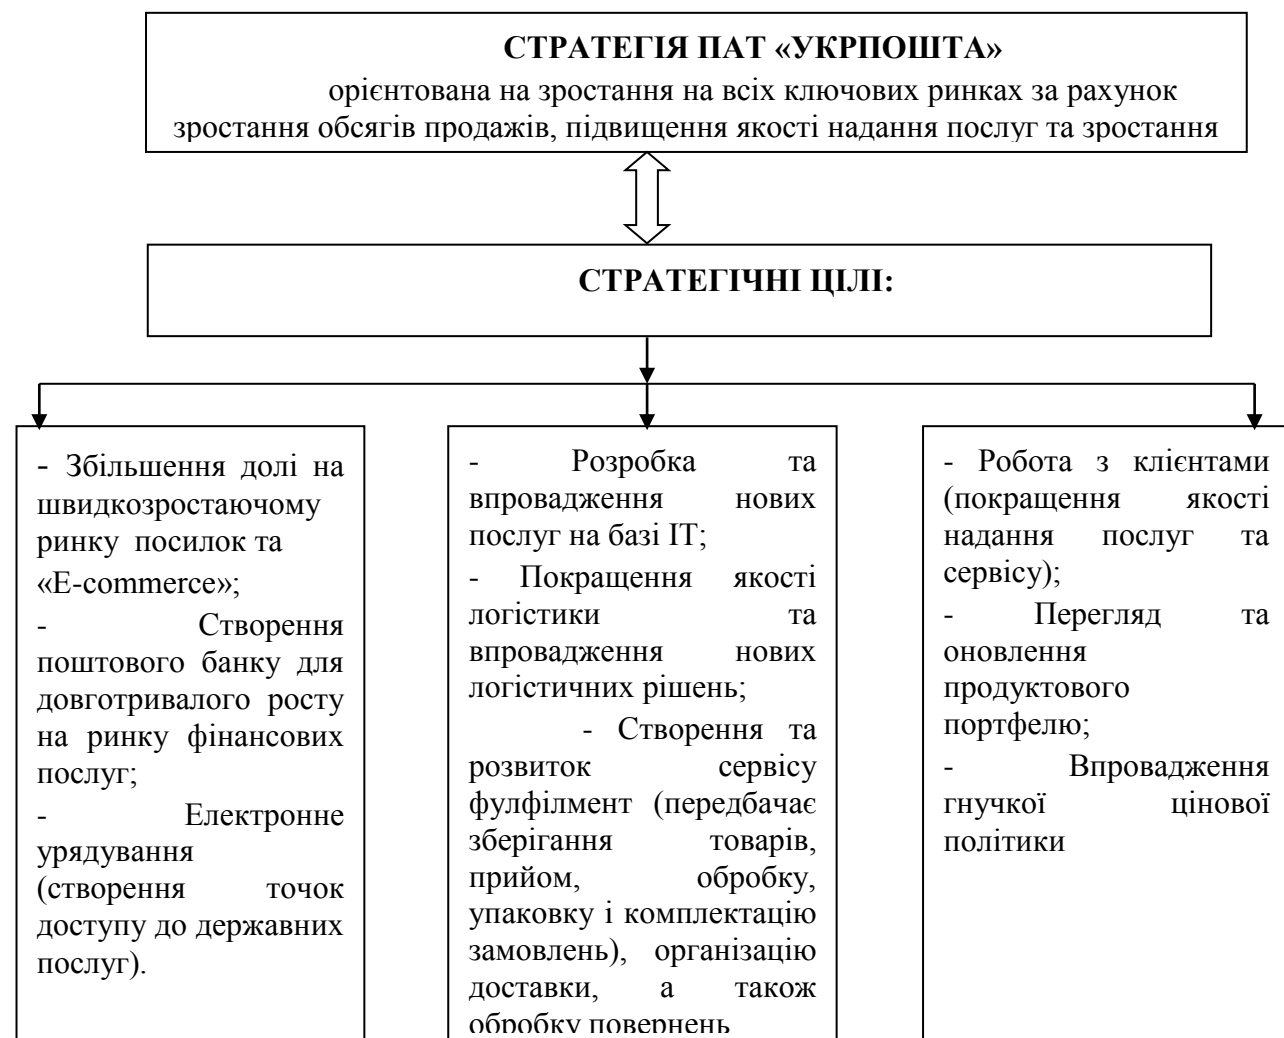 СТРАТЕГІЯ ПАТ «УКРПОШТА»
орієнтована на зростання на всіх ключових ринках за рахунок
зростання обсягів продажів, підвищення якості надання послуг та зростання
СТРАТЕГІЧНІ ЦІЛІ:
- Збільшення долі на
швидкозростаючому
ринку посилок та
«E-commerce»;
- Створення
поштового банку для
довготривалого росту
на ринку фінансових
послуг;
- Електронне
урядування
(створення точок
доступу до державних
послуг).
- Розробка та
впровадження нових
послуг на базі ІТ;
- Покращення якості
логістики та
впровадження нових
логістичних рішень;
- Створення та
розвиток сервісу
фулфілмент (передбачає
зберігання товарів,
прийом, обробку,
упаковку і комплектацію
замовлень), організацію
доставки, а також
обробку повернень
- Робота з клієнтами
(покращення якості
надання послуг та
сервісу);
- Перегляд та
оновлення
продуктового
портфелю;
- Впровадження
гнучкої цінової
політики